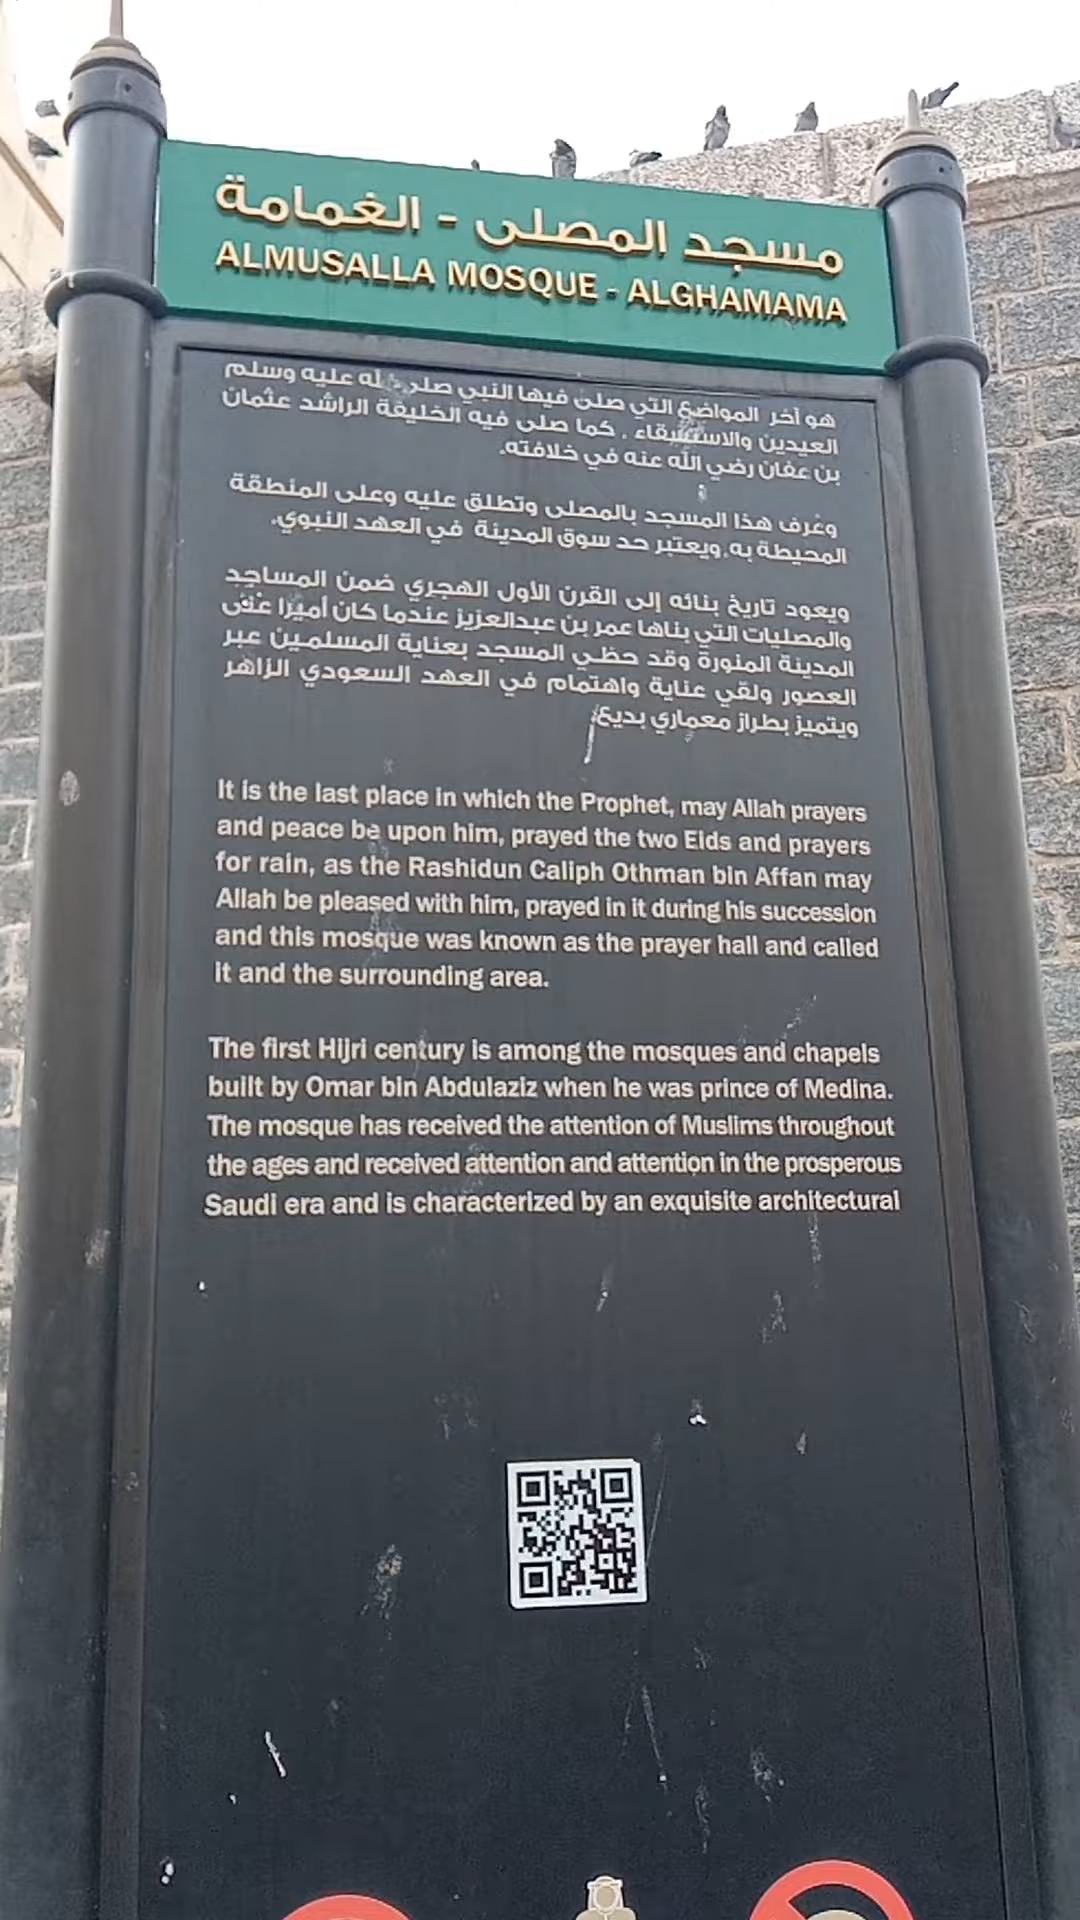 مسجد المصلى - الغمامة
ALMUSALLA MOSQUE - ALGHAMAMA
هو آخر المواضع التي صلى فيها النبي صلى الله عليه وسلم
العيدين والاستسقاء . كما صلى فيه الخليفة الراشد عثمان
بن عفان رضي الله عنه في خلافته.
وعُرف هذا المسجد بالمصلى وتطلق عليه وعلى المنطقة
المحيطة به. ويعتبر حد سوق المدينة في العهد النبوي.
ويعود تاريخ بنائه إلى القرن الأول الهجري ضمن المساجد
والمصليات التي بناها عمر بن عبدالعزيز عندما كان أميرا على
المدينة المنورة وقد حظي المسجد بعناية المسلمين عبر
العصور ولقي عناية واهتمام في العهد السعودي الزاهر
ويتميز بطراز معماري بديع.
It is the last place in which the Prophet, may Allah prayers
and peace be upon him, prayed the two Eids and prayers
for rain, as the Rashidun Caliph Othman bin Affan may
Allah be pleased with him, prayed in it during his succession
and this mosque was known as the prayer hall and called
it and the surrounding area.
The first Hijri century is among the mosques and chapels
built by Omar bin Abdulaziz when he was prince of Medina.
The mosque has received the attention of Muslims throughout
the ages and received attention and attention in the prosperous
Saudi era and is characterized by an exquisite architectural